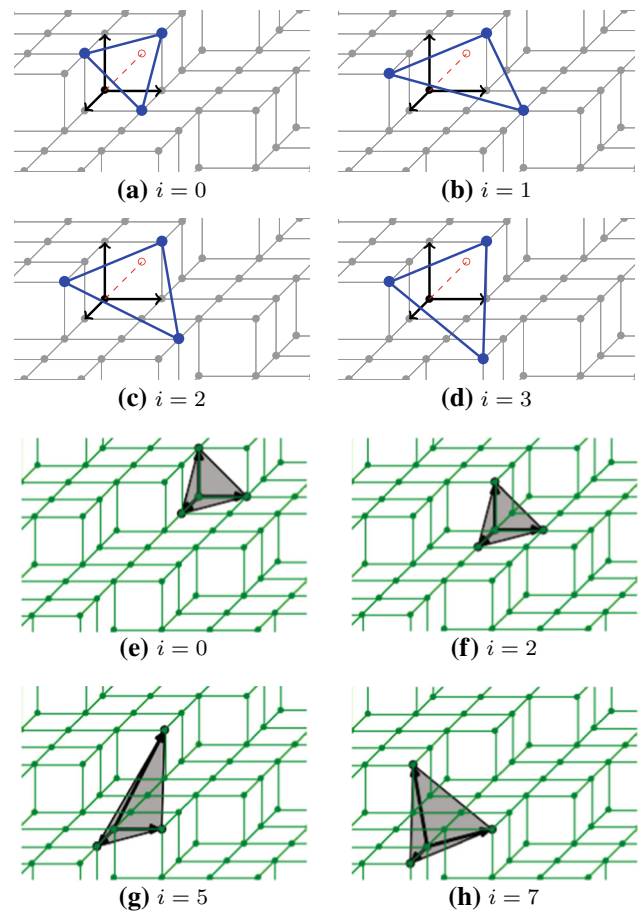 (a) i = 0
(b) i = 1
(c) i = 2
(d) i = 3
(e) i = 0
(f) i = 2
(g) i = 5
(h) i = 7